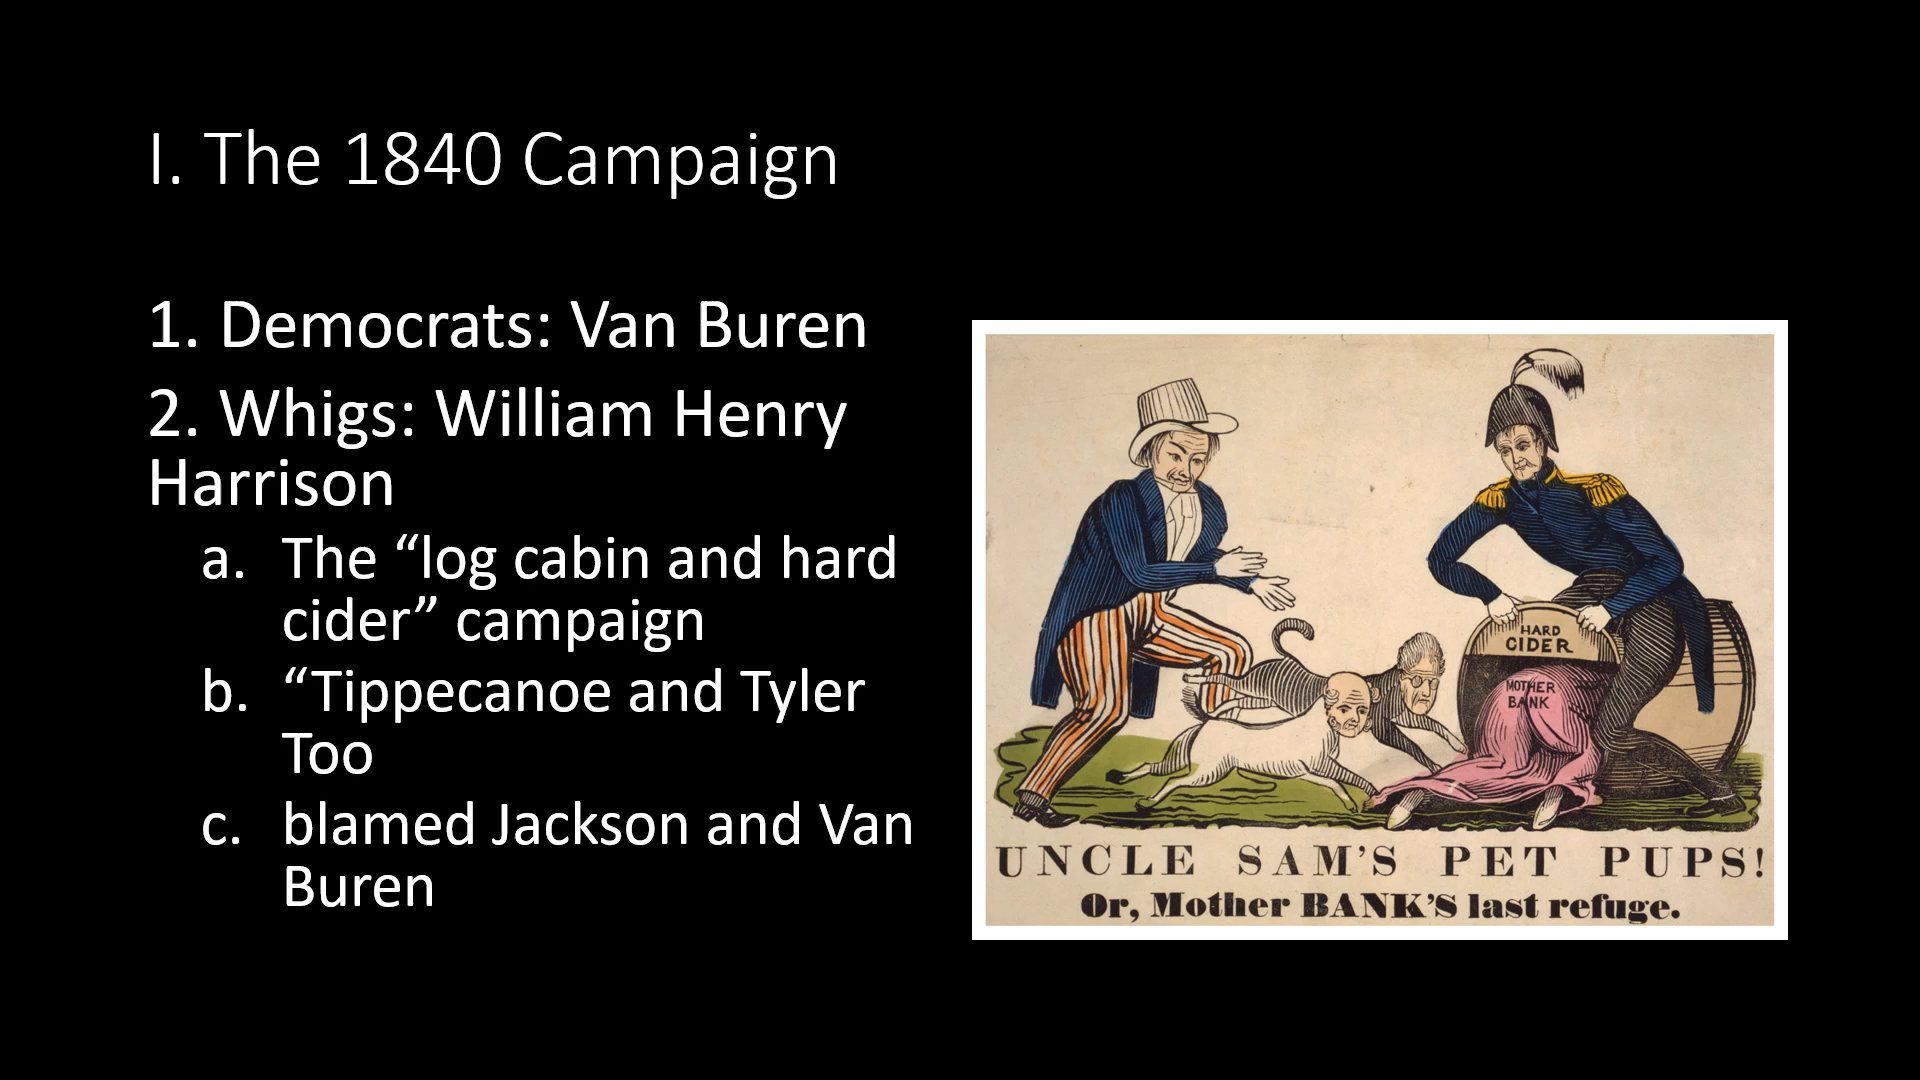 I. The 1840 Campaign
1. Democrats: Van Buren
2. Whigs: William Henry
Harrison
a. The “log cabin and hard
cider” campaign
b. “Tippecanoe and Tyler
Too
c. blamed Jackson and Van
Buren
HARD
CIDER
MOTHER
BANK
UNCLE SAM'S PET PUPS!
Or, Mother BANK'S last refuge.